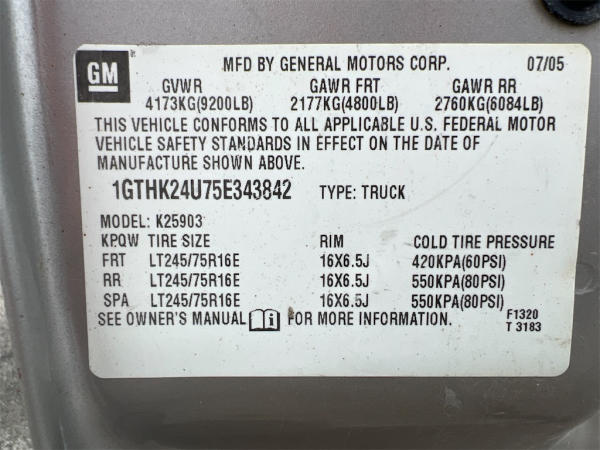 GM MFD BY GENERAL MOTORS CORP. 07/05
GVWR GAWR FRT GAWR RR
4173KG(9200LB) 2177KG(4800LB) 2760KG(6084LB)
THIS VEHICLE CONFORMS TO ALL APPLICABLE U.S. FEDERAL MOTOR
VEHICLE SAFETY STANDARDS IN EFFECT ON THE DATE OF
MANUFACTURE SHOWN ABOVE.
1GTHK24U75E343842 TYPE: TRUCK
MODEL: K25903
KPQW TIRE SIZE RIM COLD TIRE PRESSURE
FRT LT245/75R16E 16X6.5J 420KPA(60PSI)
RR LT245/75R16E 16X6.5J 550KPA(80PSI)
SPA LT245/75R16E 16X6.5J 550KPA(80PSI)
SEE OWNER'S MANUAL i FOR MORE INFORMATION. F1320
T 3183